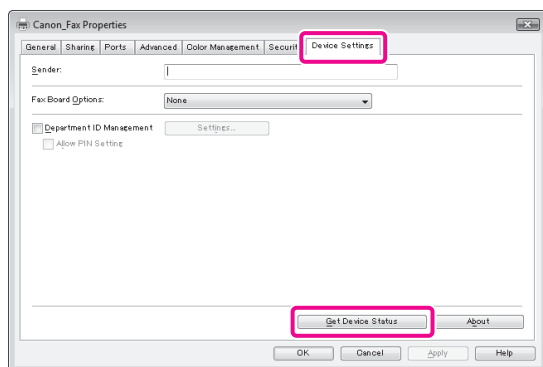 Canon_Fax Properties
General Sharing Ports Advanced Color Management Security Device Settings
Sender:
Fax Board Options: None
Department ID Management Settings...
Allow PIN Setting
Get Device Status About
OK Cancel Apply Help